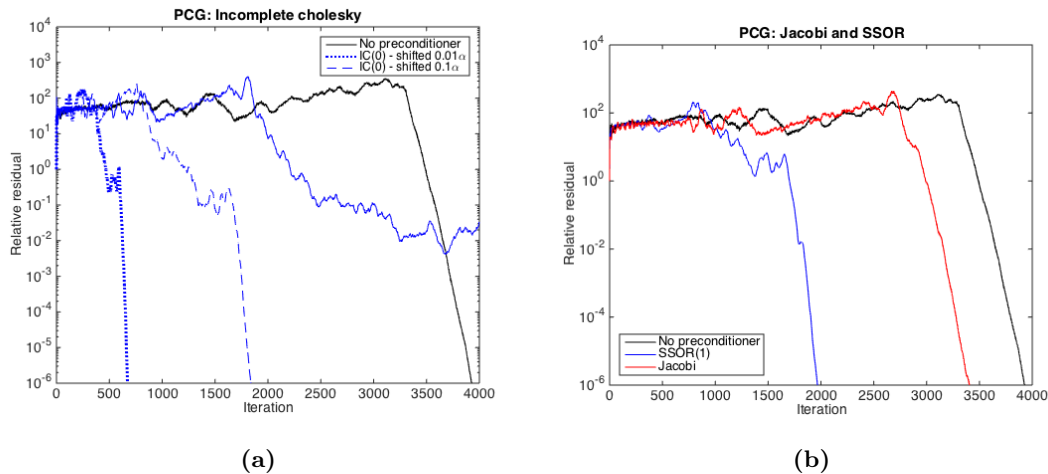 PCG: Incomplete cholesky
10^4
10^3
10^2
10^1
10^0
10^-1
10^-2
10^-3
10^-4
10^-5
10^-6
Relative residual
No preconditioner
IC(0) - shifted 0.01α
IC(0) - shifted 0.1α
0 500 1000 1500 2000 2500 3000 3500 4000
Iteration
(a)
PCG: Jacobi and SSOR
10^4
10^2
10^0
10^-2
10^-4
10^-6
Relative residual
No preconditioner
SSOR(1)
Jacobi
0 500 1000 1500 2000 2500 3000 3500 4000
Iteration
(b)